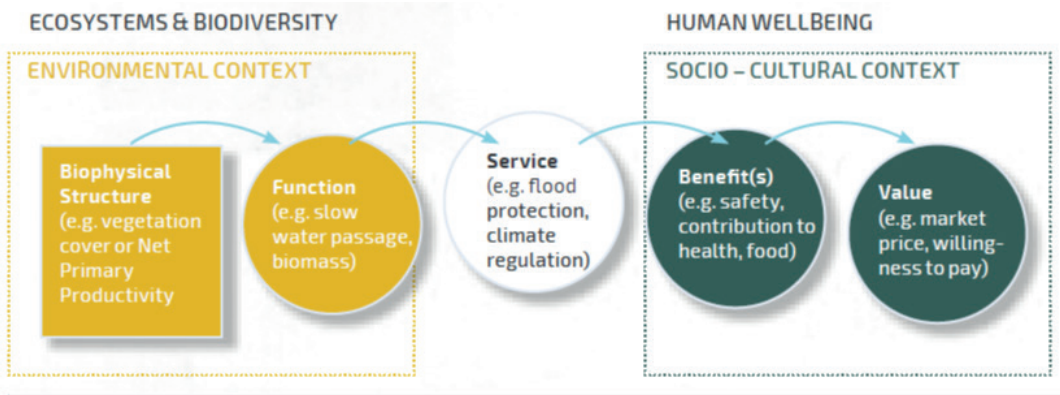 ECOSYSTEMS & BIODIVERSITY
HUMAN WELLBEING
ENVIRONMENTAL CONTEXT
SOCIO – CULTURAL CONTEXT
Biophysical
Structure
(e.g. vegetation
cover or Net
Primary
Productivity
Function
(e.g. slow
water passage,
biomass)
Service
(e.g. flood
protection,
climate
regulation)
Benefit(s)
(e.g. safety,
contribution to
health, food)
Value
(e.g. market
price, willing-
ness to pay)